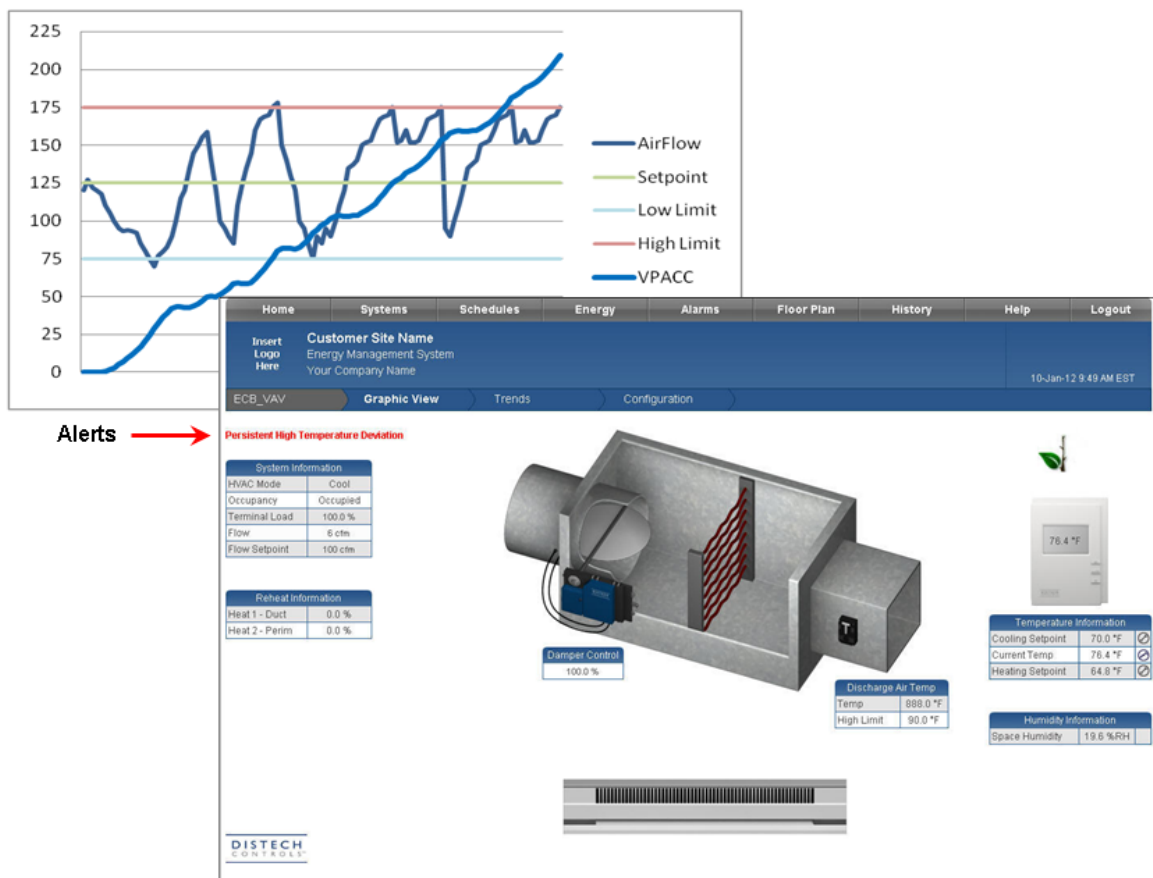 225
200
175
150
125
100
75
50
25
0
AirFlow
Setpoint
Low Limit
High Limit
VPACC
Home Systems Schedules Energy Alarms Floor Plan History Help Logout
Insert Logo Here
Customer Site Name
Energy Management System
Your Company Name
10-Jan-12 9:49 AM EST
ECB_VAV Graphic View Trends Configuration
Alerts
Persistent High Temperature Deviation
System Information
HVAC Mode Cool
Occupancy Occupied
Terminal Load 100.0 %
Flow 6 cfm
Flow Setpoint 100 cfm
Reheat Information
Heat 1 - Duct 0.0 %
Heat 2 - Perim 0.0 %
Damper Control
100.0 %
T
Discharge Air Temp
Temp 888.0 °F
High Limit 90.0 °F
76.4 °F
Temperature Information
Cooling Setpoint 70.0 °F
Current Temp 76.4 °F
Heating Setpoint 64.8 °F
Humidity Information
Space Humidity 19.6 %RH
DISTECH
CONTROLS